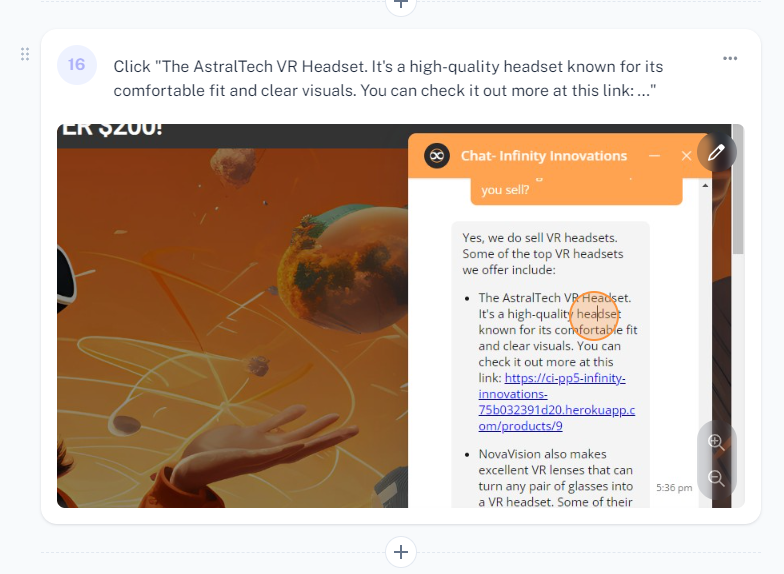 16
Click "The AstralTech VR Headset. It's a high-quality headset known for its
comfortable fit and clear visuals. You can check it out more at this link: ..."
ER $200!
Chat- Infinity Innovations
you sell?
Yes, we do sell VR headsets.
Some of the top VR headsets
we offer include:
The AstralTech VR Headset.
It's a high-quality headset
known for its comfortable fit
and clear visuals. You can
check it out more at this
link: https://ci-pp5-infinity-
innovations-
75b032391d20.herokuapp.c
om/products/9
NovaVision also makes
excellent VR lenses that can
turn any pair of glasses into
a VR headset. Some of their
5:36 pm